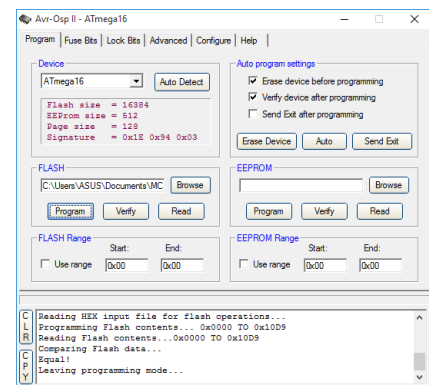 Avr-Osp II - ATmega16
Program Fuse Bits Lock Bits Advanced Configure Help
Device
ATmega16 Auto Detect
Flash size = 16384
EEProm size = 512
Page size = 128
Signature = 0x1E 0x94 0x03
Auto program settings
Erase device before programming
Verify device after programming
Send Exit after programming
Erase Device Auto Send Exit
FLASH
C:\Users\ASUS\Documents\MC Browse
Program Verify Read
EEPROM
Browse
Program Verify Read
FLASH Range
Start: End:
Use range 0x00 0x00
EEPROM Range
Start: End:
Use range 0x00 0x00
CLR
CPY
Reading HEX input file for flash operations...
Programming Flash contents... 0x0000 TO 0x10D9
Reading Flash contents...0x0000 TO 0x10D9
Comparing Flash data...
Equal!
Leaving programming mode...